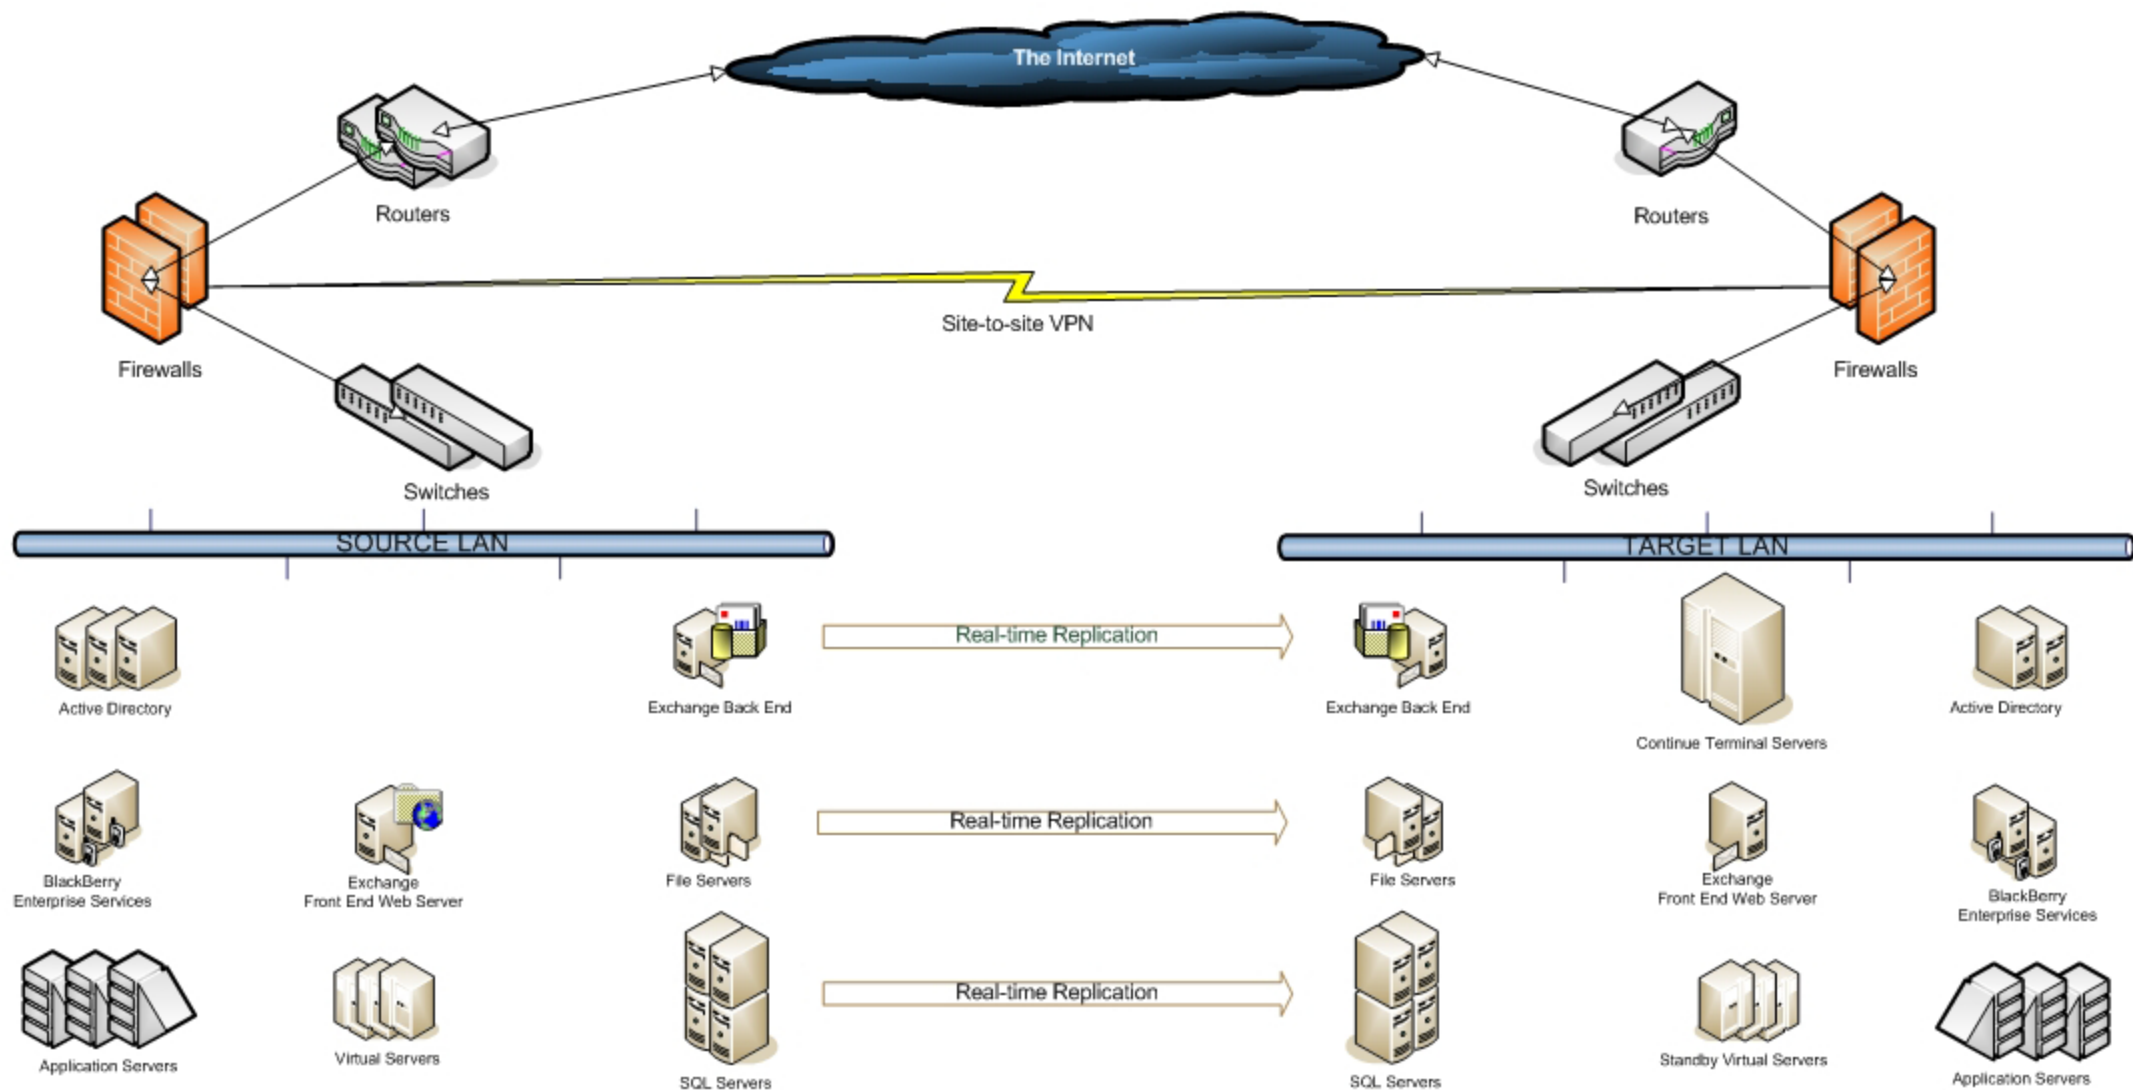 The Internet
Routers
Routers
Site-to-site VPN
Firewalls
Firewalls
Switches
Switches
SOURCE LAN
TARGET LAN
Real-time Replication
Active Directory
Exchange Back End
Exchange Back End
Continue Terminal Servers
Active Directory
Real-time Replication
BlackBerry
Enterprise Services
Exchange
Front End Web Server
File Servers
File Servers
Exchange
Front End Web Server
BlackBerry
Enterprise Services
Real-time Replication
Application Servers
Virtual Servers
SQL Servers
SQL Servers
Standby Virtual Servers
Application Servers